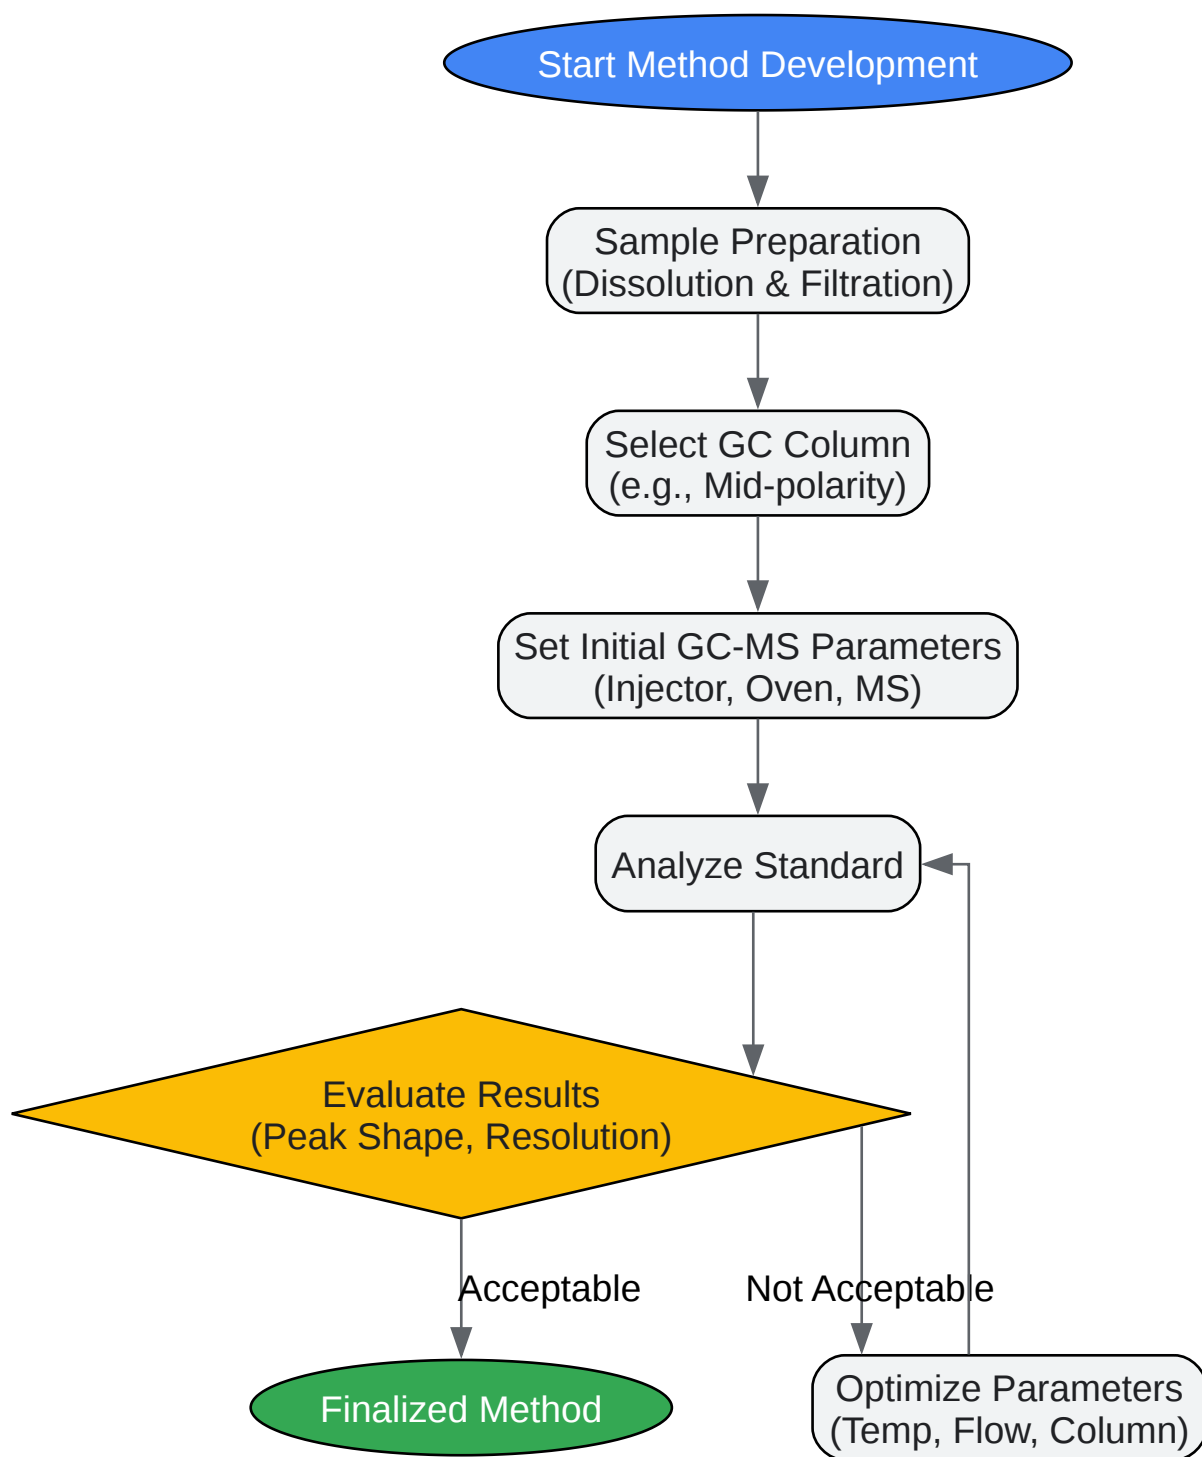 Start Method Development
Sample Preparation
(Dissolution & Filtration)
Select GC Column
(e.g., Mid-polarity)
Set Initial GC-MS Parameters
(Injector, Oven, MS)
Analyze Standard
Evaluate Results
(Peak Shape, Resolution)
Acceptable
Not Acceptable
Finalized Method
Optimize Parameters
(Temp, Flow, Column)